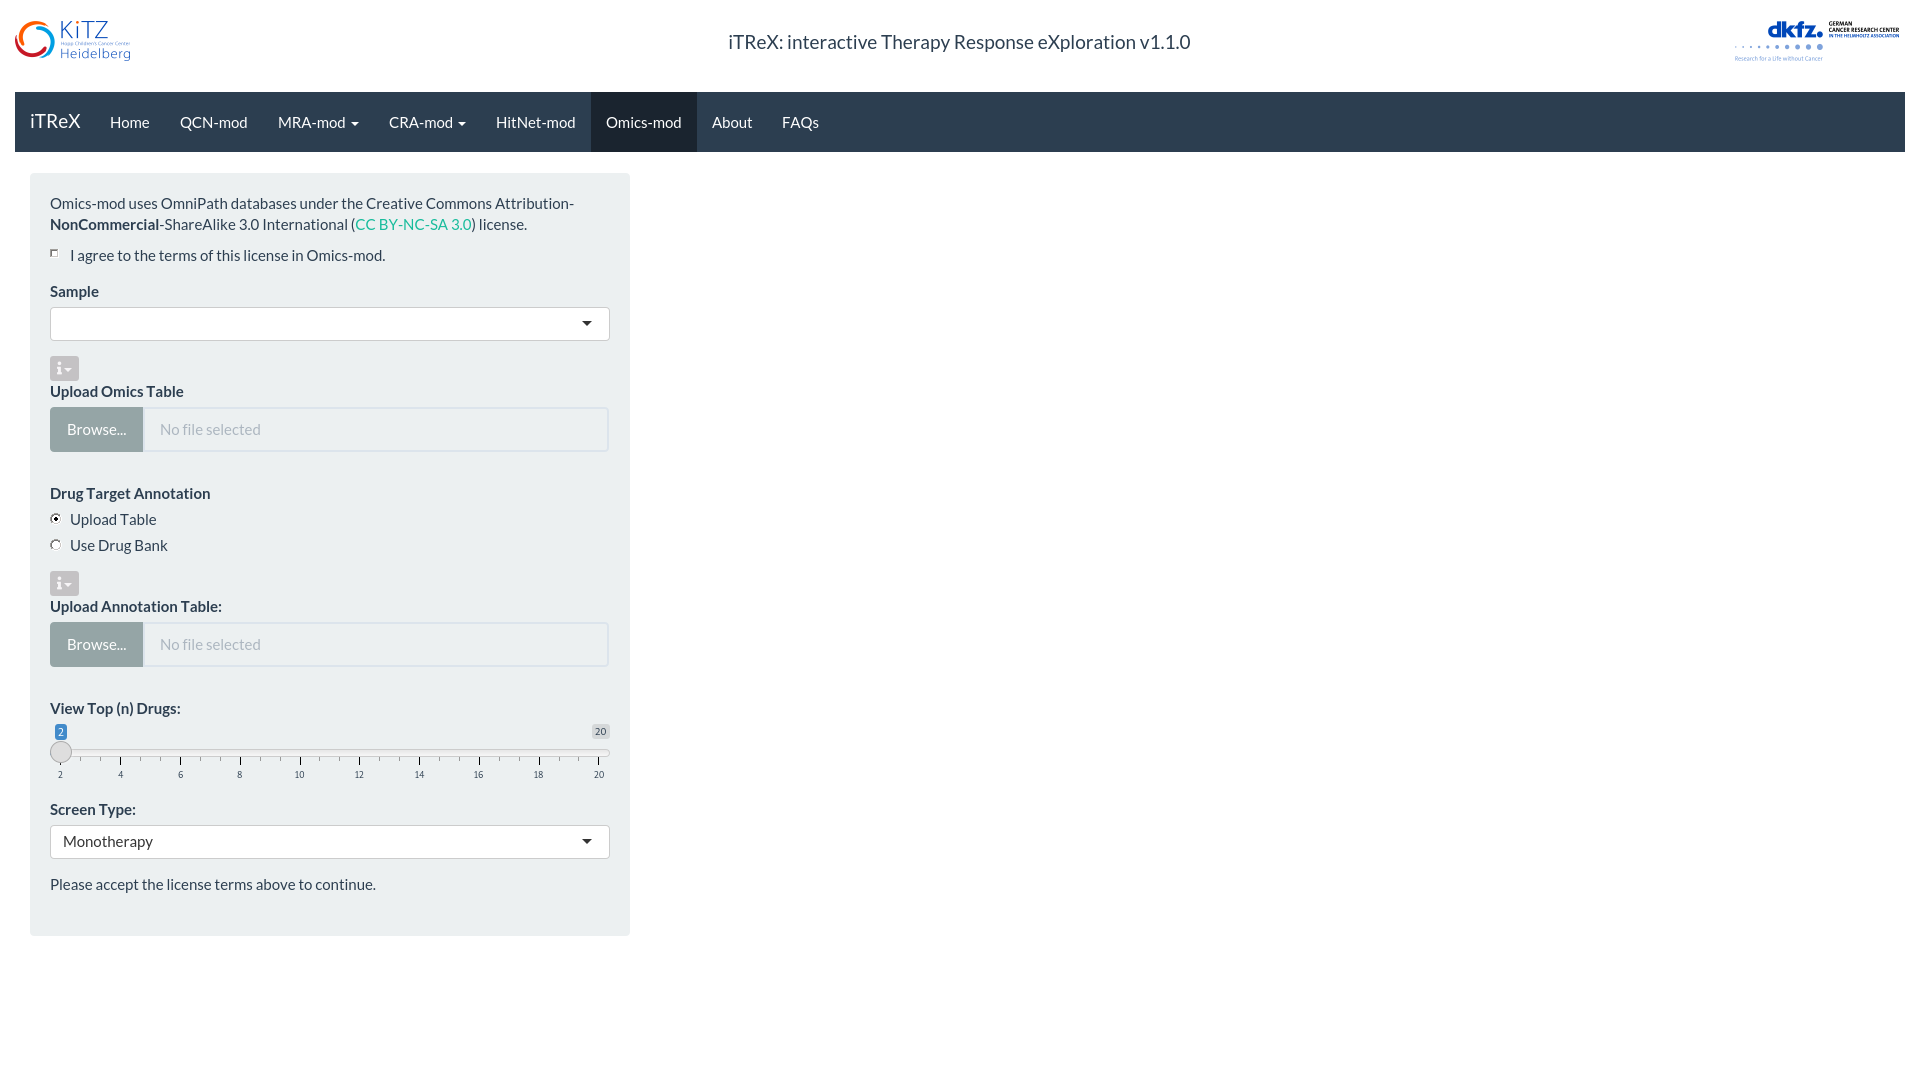 KiTZ
Hopp Children's Cancer Center
Heidelberg
iTReX: interactive Therapy Response eXploration v1.1.0
dkfz.
GERMAN
CANCER RESEARCH CENTER
IN THE HELMHOLTZ ASSOCIATION
Research for a Life without Cancer
iTReX Home QCN-mod MRA-mod CRA-mod HitNet-mod Omics-mod About FAQs
Omics-mod uses OmniPath databases under the Creative Commons Attribution-
NonCommercial-ShareAlike 3.0 International (CC BY-NC-SA 3.0) license.
I agree to the terms of this license in Omics-mod.
Sample
i
Upload Omics Table
Browse... No file selected
Drug Target Annotation
Upload Table
Use Drug Bank
i
Upload Annotation Table:
Browse... No file selected
View Top (n) Drugs:
2 20
2 4 6 8 10 12 14 16 18 20
Screen Type:
Monotherapy
Please accept the license terms above to continue.